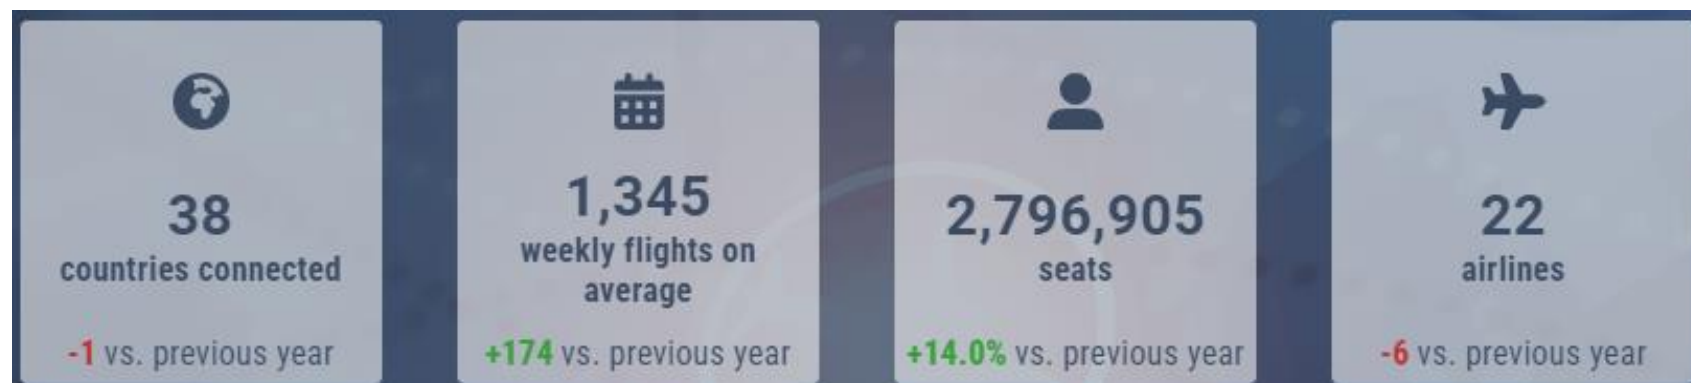 38
countries connected
-1 vs. previous year
1,345
weekly flights on
average
+174 vs. previous year
2,796,905
seats
+14.0% vs. previous year
22
airlines
-6 vs. previous year